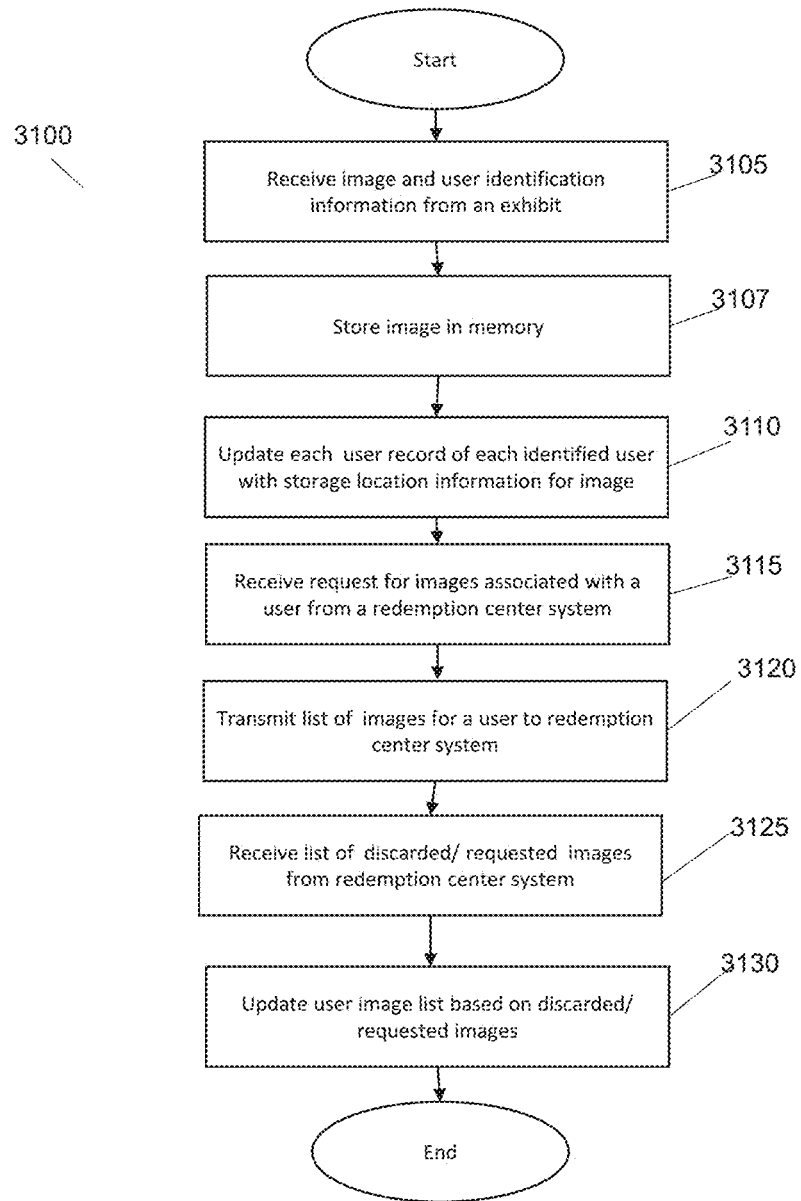 Start
3100
3105
Receive image and user identification
information from an exhibit
3107
Store image in memory
3110
Update each user record of each identified user
with storage location information for image
3115
Receive request for images associated with a
user from a redemption center system
3120
Transmit list of images for a user to redemption
center system
3125
Receive list of discarded/ requested images
from redemption center system
3130
Update user image list based on discarded/
requested images
End